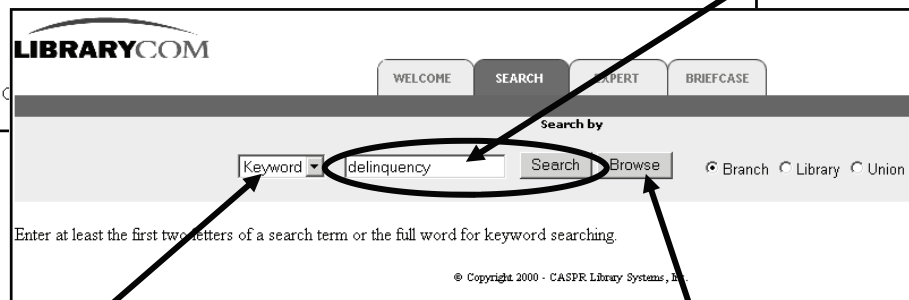 LIBRARYCOM
WELCOME SEARCH EXPERT BRIEFCASE
Search by
Keyword delinquency Search Browse Branch Library Union
Enter at least the first two letters of a search term or the full word for keyword searching.
© Copyright 2000 - CASPR Library Systems,